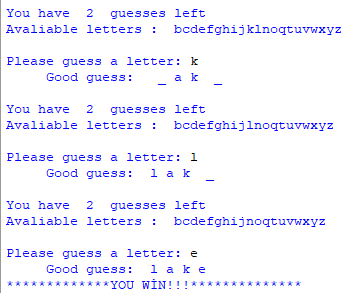 You have  2  guesses left
Avaliable letters :  bcdefghijklnoqtuvwxyz
Please guess a letter: k
Good guess:   _ a k  _
You have  2  guesses left
Avaliable letters :  bcdefghijlnoqtuvwxyz
Please guess a letter: l
Good guess:  l a k  _
You have  2  guesses left
Avaliable letters :  bcdefghijnoqtuvwxyz
Please guess a letter: e
Good guess:  l a k e
*************YOU WİN!!!**************